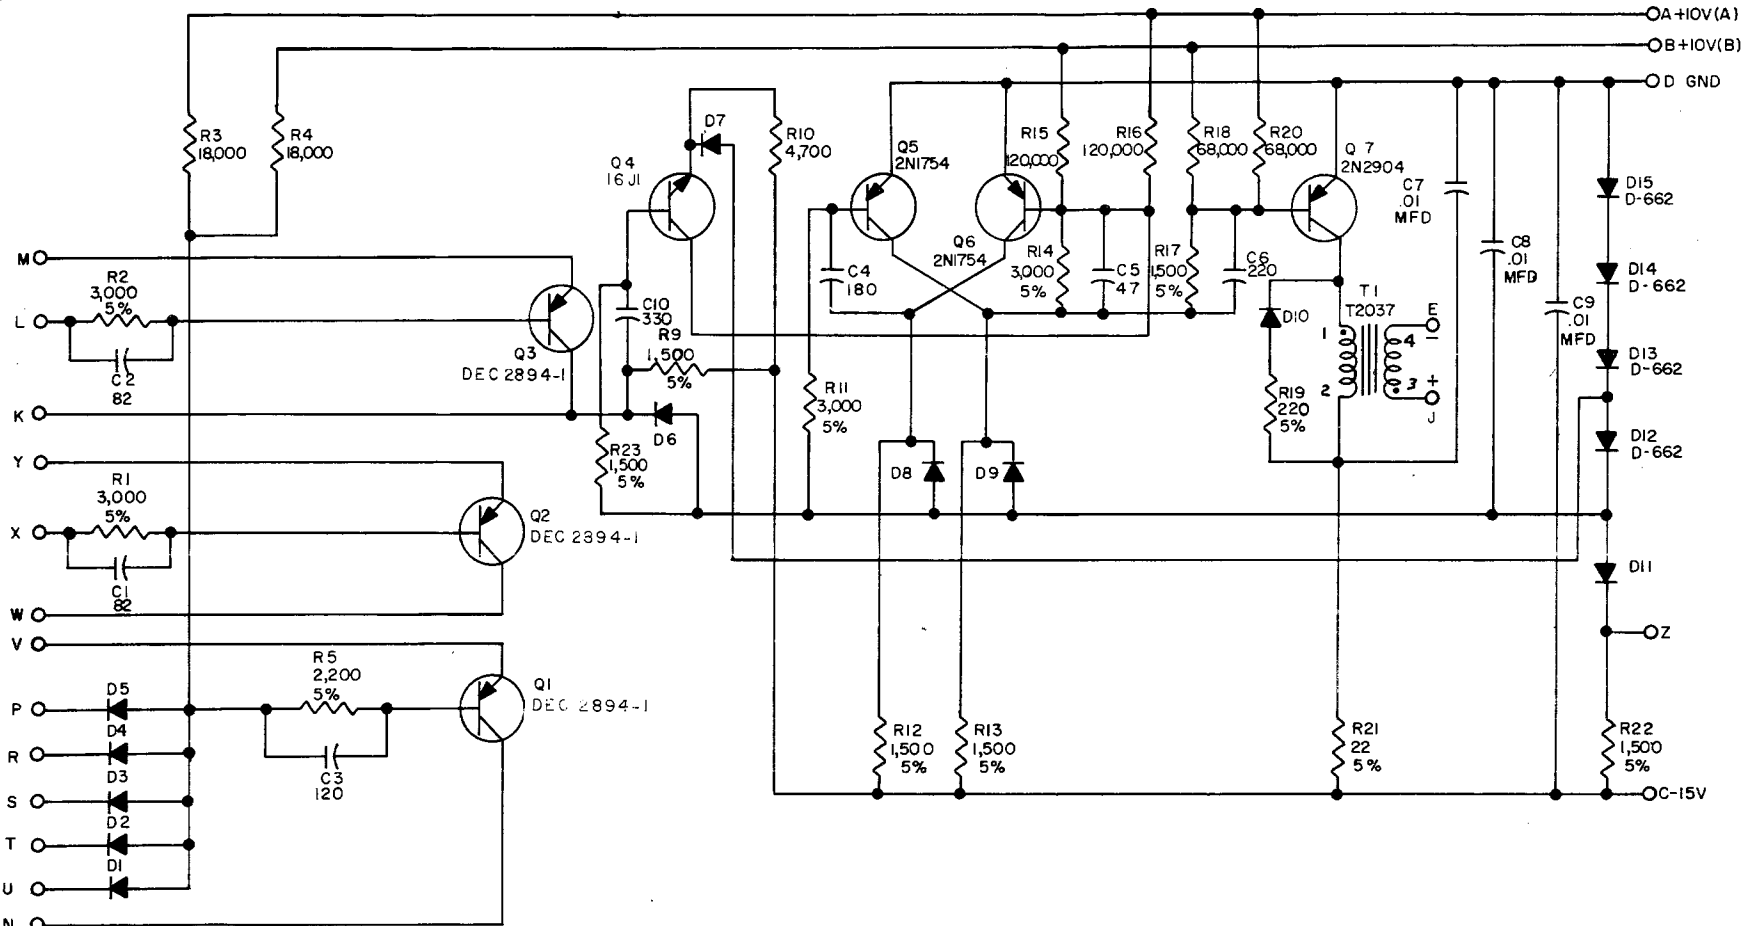 A+10V(A)
B+10V(B)
D GND
R3
18,000
R4
18,000
D7
R10
4,700
Q4
16J1
Q5
2N1754
R15
120,000
R16
120,000
R18
68,000
R20
68,000
Q7
2N2904
C7
.01
MFD
D15
D-662
M
R2
3,000
5%
L
C2
82
Q3
DEC 2894-1
C10
330
R9
1,500
5%
C4
180
Q6
2N1754
R14
3,000
5%
C5
47
R17
1,500
5%
C6
220
C8
.01
MFD
D14
D-662
D10
T1
T2037
1
2
4
3
E
–
+
J
C9
.01
MFD
D13
D-662
K
D6
R11
3,000
5%
R19
220
5%
D12
D-662
Y
R23
1,500
5%
D8
D9
R1
3,000
5%
X
C1
82
Q2
DEC 2894-1
D11
W
V
Z
R5
2,200
5%
Q1
DEC 2894-1
C3
120
D5
P
D4
R
D3
S
D2
T
D1
U
N
R12
1,500
5%
R13
1,500
5%
R21
22
5%
R22
1,500
5%
C-15V